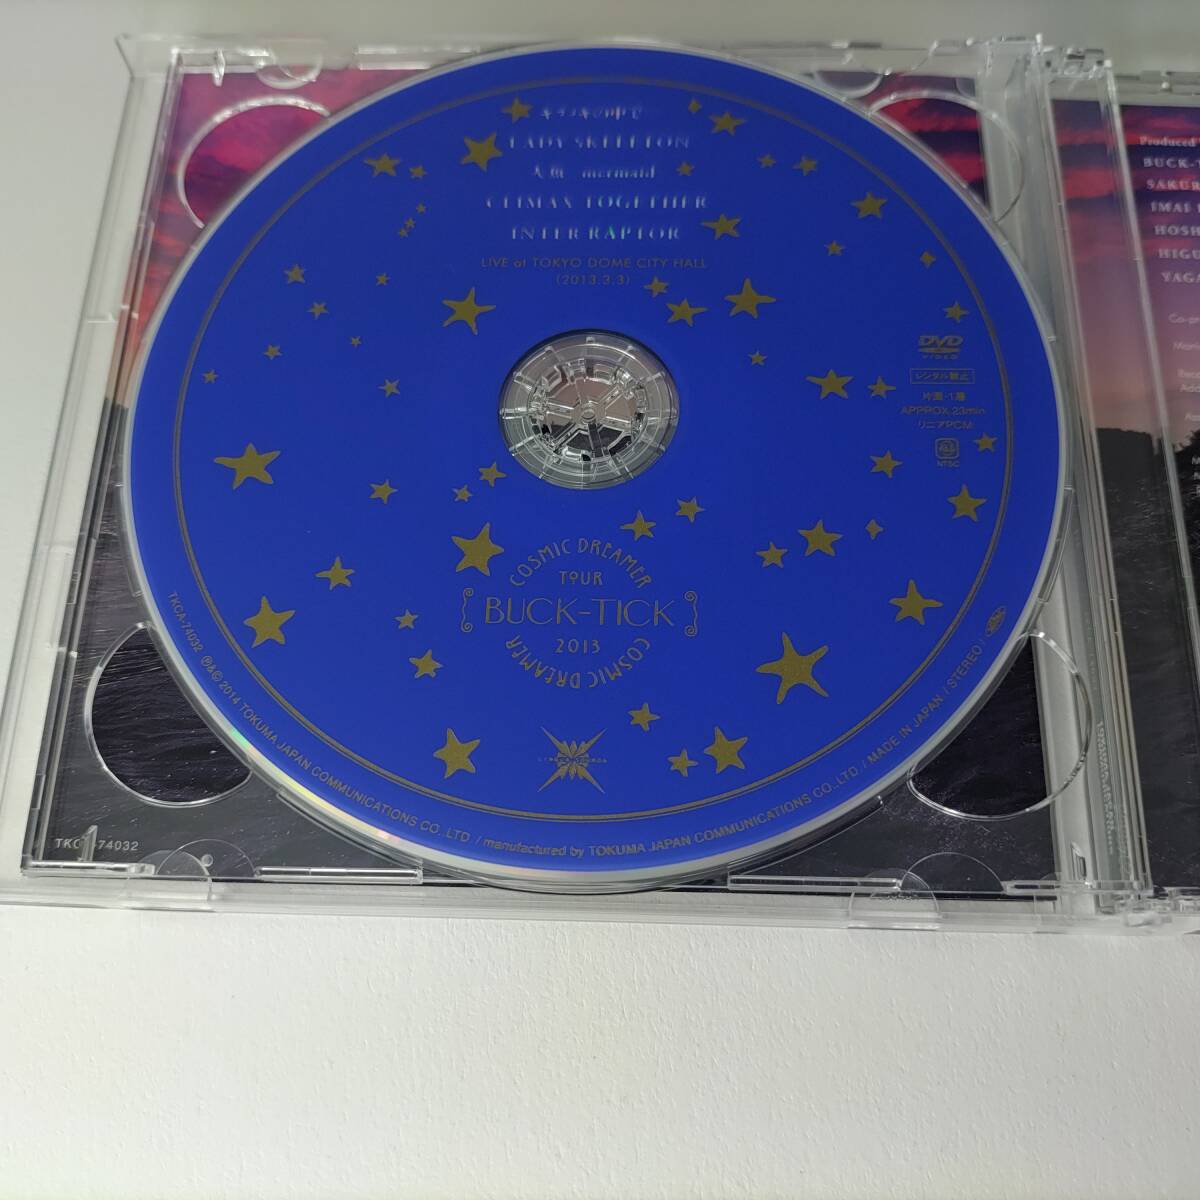 キラメキの中で
LADY SKELETON
人魚 mermaid
CLIMAX TOGETHER
INTER RAPTOR
LIVE at TOKYO DOME CITY HALL
(2013.3.3)
DVD
VIDEO
レンタル禁止
片面・1層
APPROX.23min
リニアPCM
NTSC
COSMIC DREAMER
TOUR
BUCK-TICK
2013
COSMIC DREAMER
TKCA-74032 ℗&© 2014 TOKUMA JAPAN COMMUNICATIONS CO., LTD / manufactured by TOKUMA JAPAN COMMUNICATIONS CO.,LTD. / MADE IN JAPAN / STEREO /
74032
Produced
BUCK-T
SAKUR
IMAI
HOSH
HIGU
YAGA